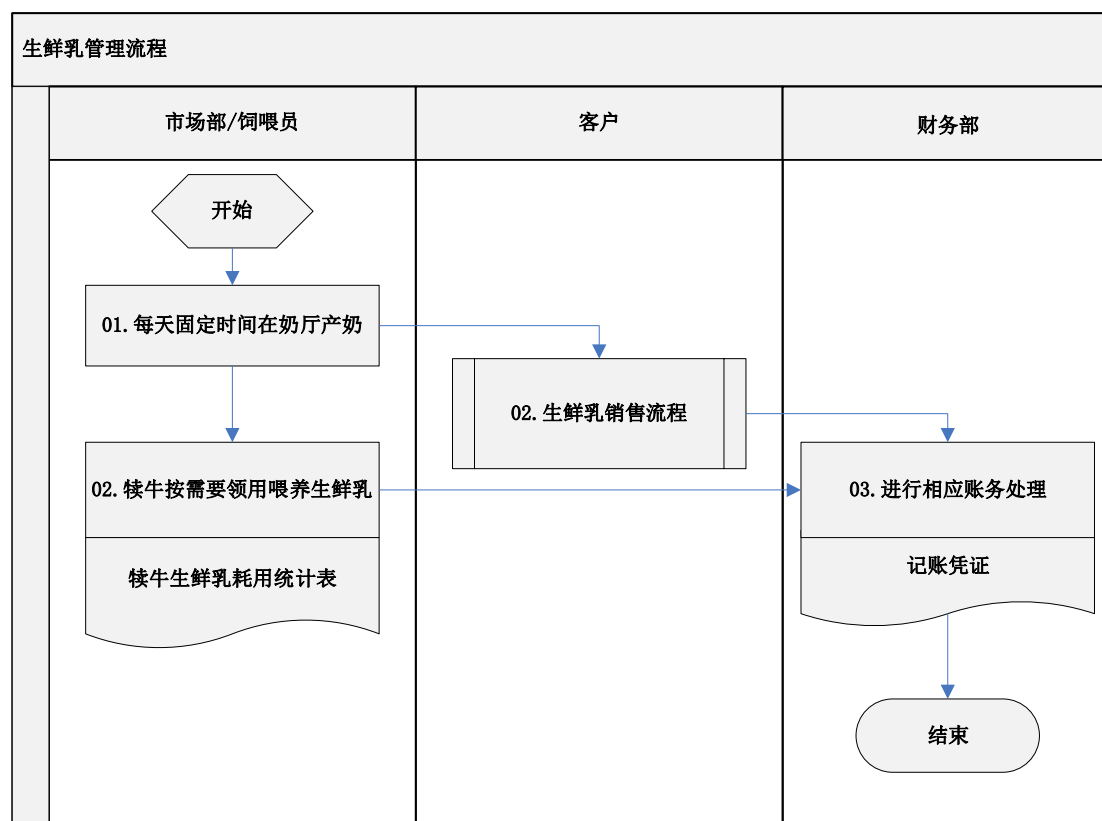 生鲜乳管理流程
市场部/饲喂员
客户
财务部
开始
01.每天固定时间在奶厅产奶
02.生鲜乳销售流程
02.犊牛按需要领用喂养生鲜乳
03.进行相应账务处理
犊牛生鲜乳耗用统计表
记账凭证
结束